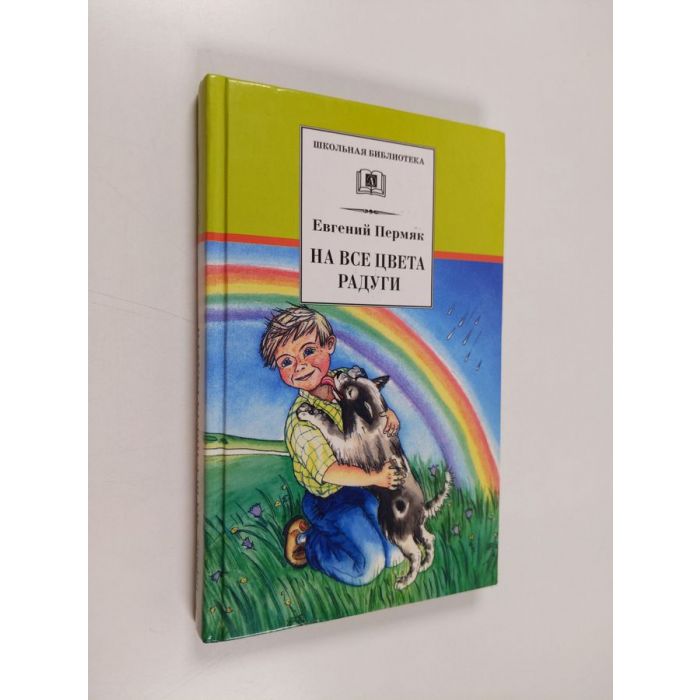 ШКОЛЬНАЯ БИБЛИОТЕКА
Евгений Пермяк
НА ВСЕ ЦВЕТА
РАДУГИ